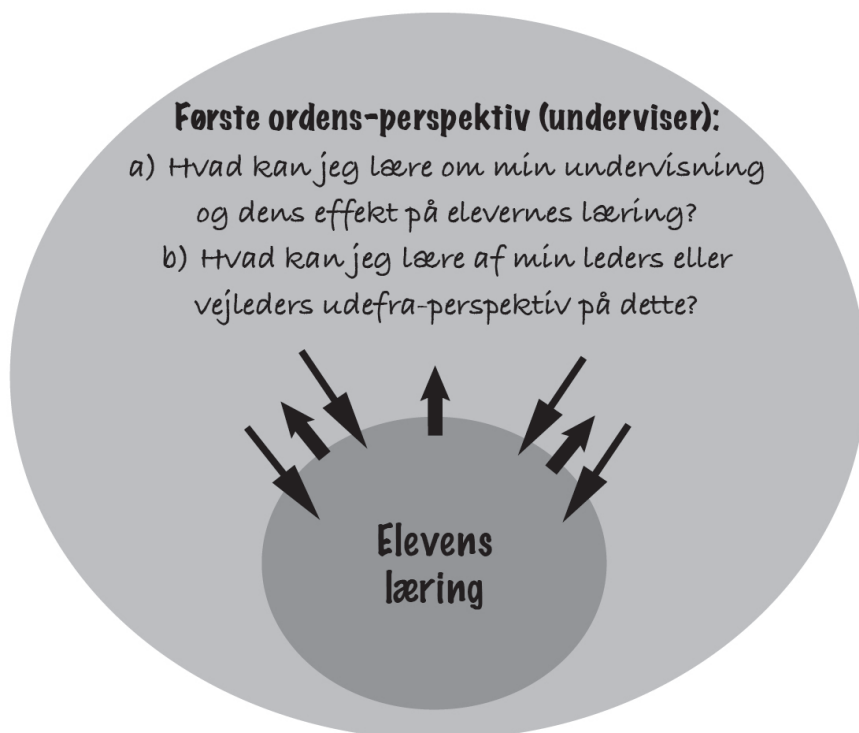 Første ordens-perspektiv (underviser):
a) Hvad kan jeg lære om min undervisning
og dens effekt på elevernes læring?
b) Hvad kan jeg lære af min leders eller
vejleders udefra-perspektiv på dette?
Elevens
læring